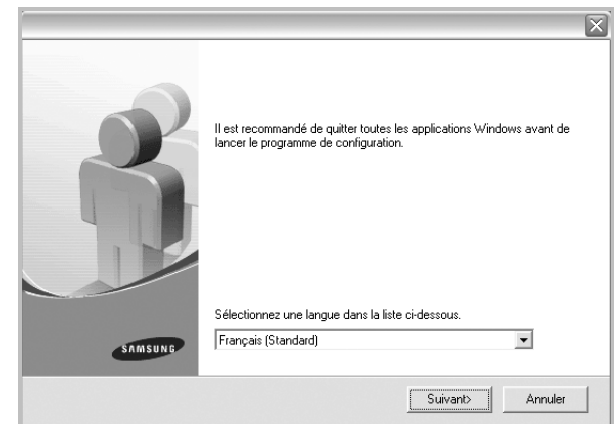 Il est recommandé de quitter toutes les applications Windows avant de
lancer le programme de configuration.
Sélectionnez une langue dans la liste ci-dessous.
Français (Standard)
SAMSUNG
Suivant>
Annuler